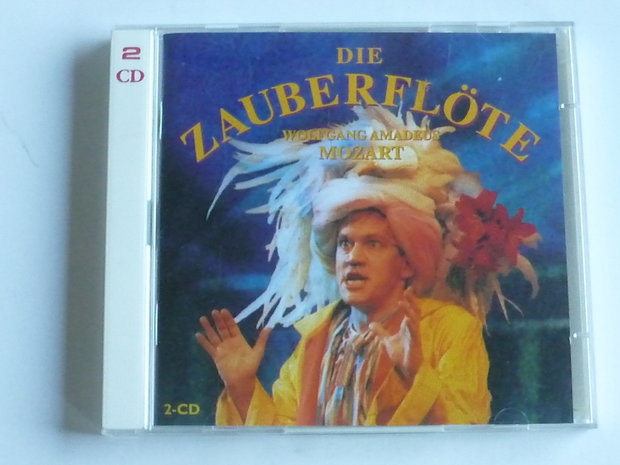 2
CD
DIE
ZAUBERFLÖTE
WOLFGANG AMADEUS
MOZART
2-CD